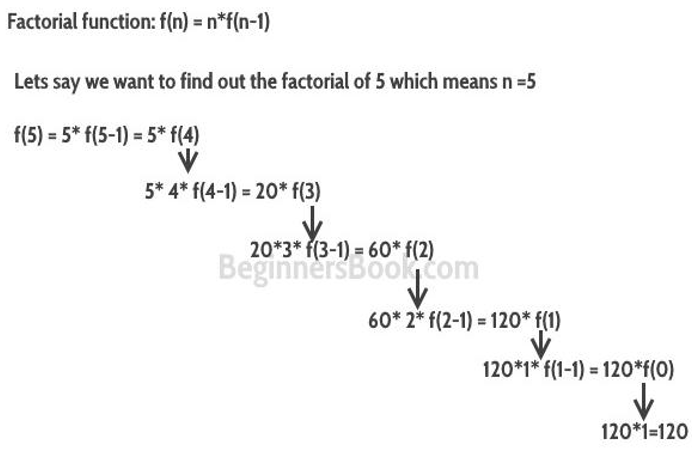 Factorial function: f(n) = n*f(n-1)
Lets say we want to find out the factorial of 5 which means n =5
f(5) = 5* f(5-1) = 5* f(4)
5* 4* f(4-1) = 20* f(3)
20*3* f(3-1) = 60* f(2)
BeginnersBook.com
60* 2* f(2-1) = 120* f(1)
120*1* f(1-1) = 120*f(0)
120*1=120